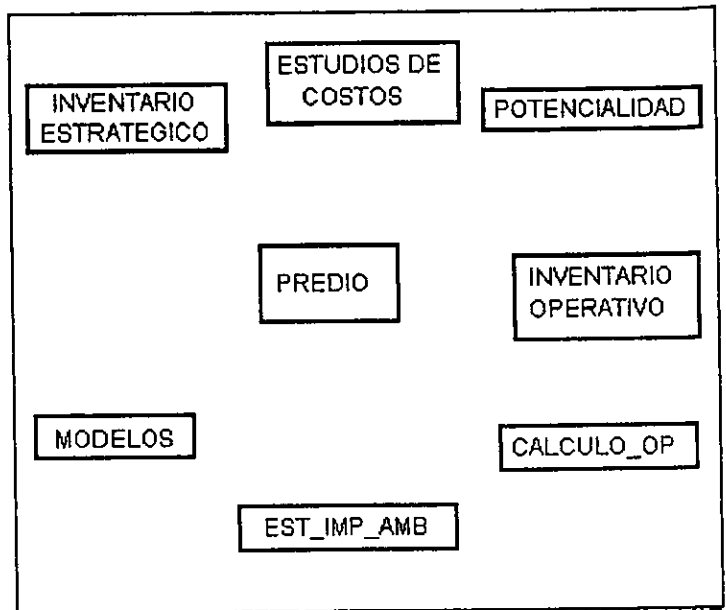 ESTUDIOS DE
COSTOS
INVENTARIO
ESTRATEGICO
POTENCIALIDAD
PREDIO
INVENTARIO
OPERATIVO
MODELOS
CALCULO_OP
EST_IMP_AMB